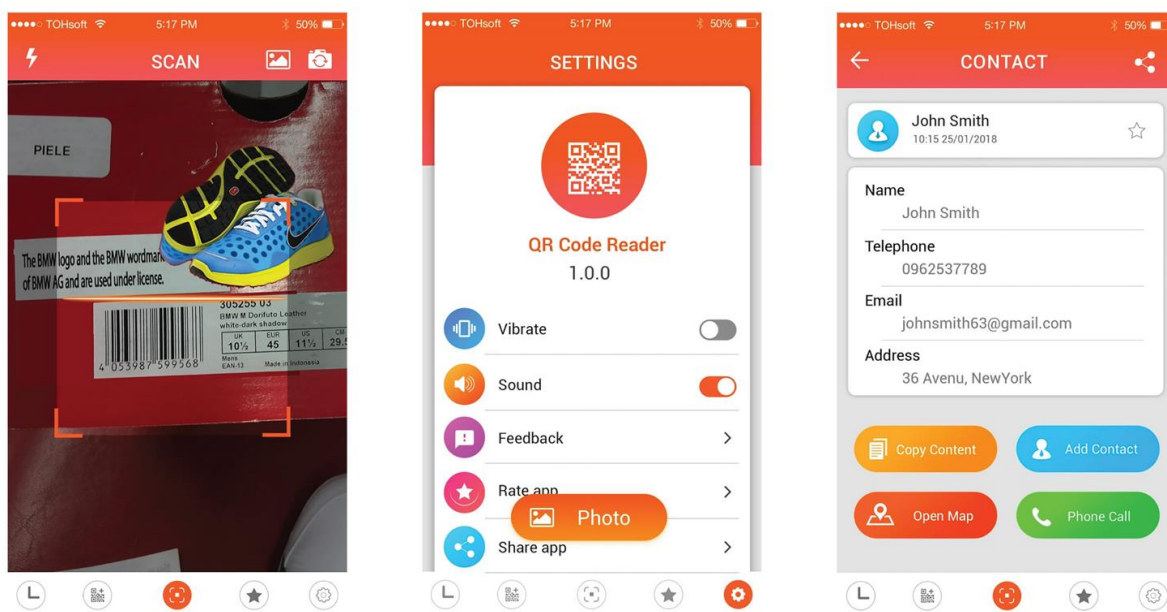 TOHsoft 5:17 PM 50%
SCAN
PIELE
The BMW logo and the BMW wordmark
of BMW AG and are used under license.
305255 03
BMW M Dorifuto Leather
white-dark shadow
UK EUR US CM
10½ 45 11½ 29.5
Mens
EAN-13 Made in Indonesia
4 053987 599568
TOHsoft 5:17 PM 50%
SETTINGS
QR Code Reader
1.0.0
Vibrate
Sound
Feedback
Rate app
Photo
Share app
TOHsoft 5:17 PM 50%
CONTACT
John Smith
10:15 25/01/2018
Name
John Smith
Telephone
0962537789
Email
johnsmith63@gmail.com
Address
36 Avenu, NewYork
Copy Content
Add Contact
Open Map
Phone Call